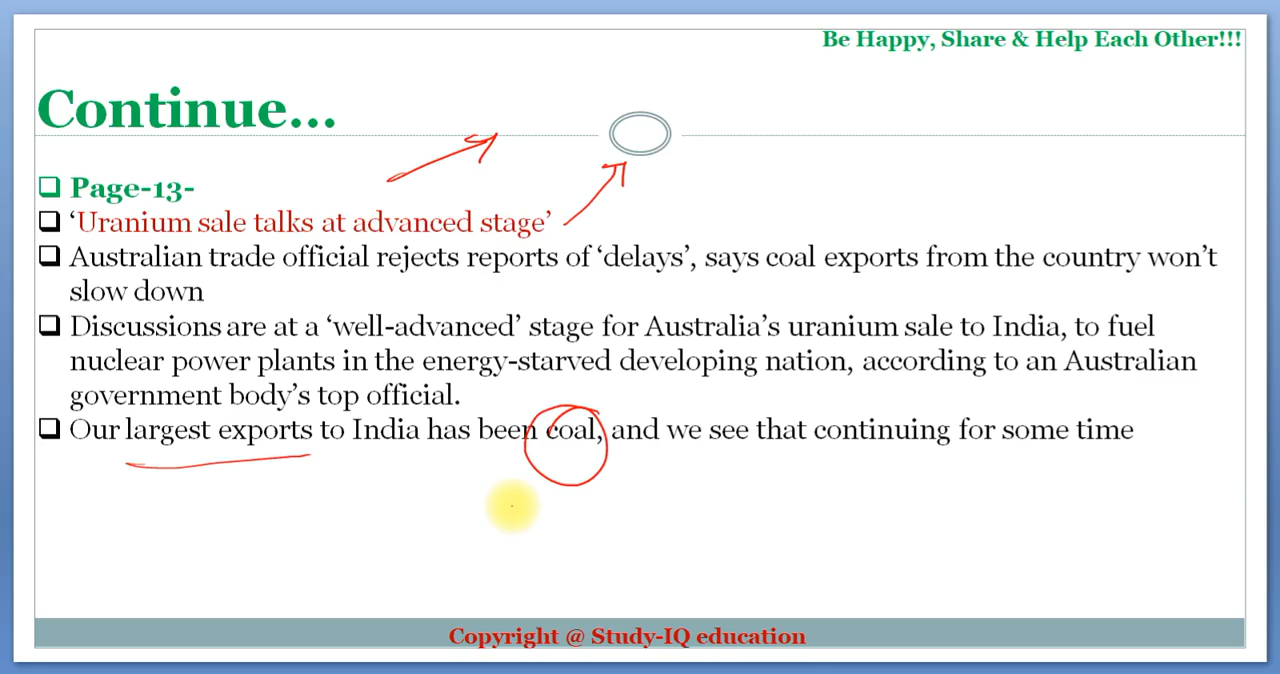 Be Happy, Share & Help Each Other!!!
Continue...
Page-13-
‘Uranium sale talks at advanced stage’
Australian trade official rejects reports of ‘delays’, says coal exports from the country won’t
slow down
Discussions are at a ‘well-advanced’ stage for Australia’s uranium sale to India, to fuel
nuclear power plants in the energy-starved developing nation, according to an Australian
government body’s top official.
Our largest exports to India has been coal, and we see that continuing for some time
Copyright @ Study-IQ education